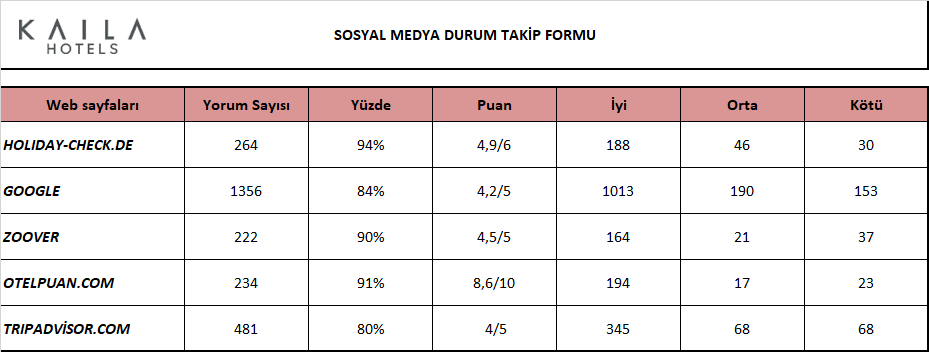 KAILA
HOTELS
SOSYAL MEDYA DURUM TAKİP FORMU
Web sayfaları Yorum Sayısı Yüzde Puan İyi Orta Kötü
HOLIDAY-CHECK.DE 264 94% 4,9/6 188 46 30
GOOGLE 1356 84% 4,2/5 1013 190 153
ZOOVER 222 90% 4,5/5 164 21 37
OTELPUAN.COM 234 91% 8,6/10 194 17 23
TRIPADVİSOR.COM 481 80% 4/5 345 68 68